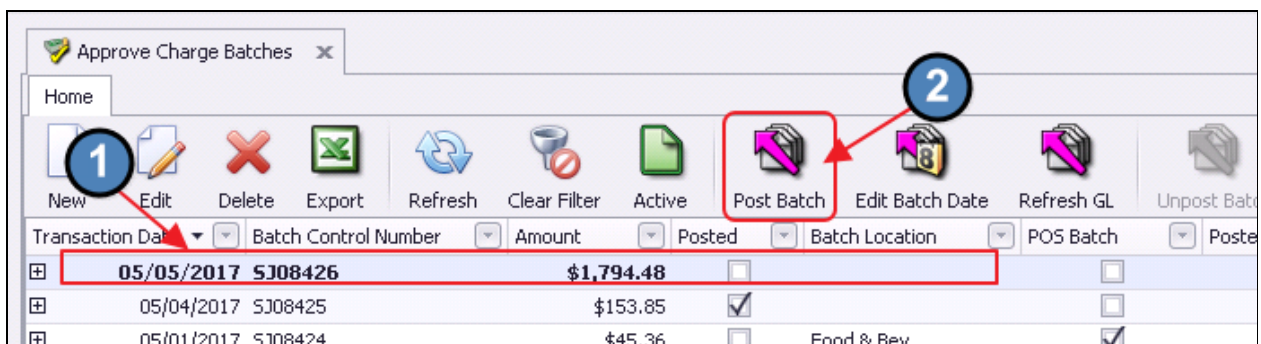 Approve Charge Batches x
Home
2
1
New Edit Delete Export Refresh Clear Filter Active Post Batch Edit Batch Date Refresh GL Unpost Batc
8
Transaction Dat Batch Control Number Amount Posted Batch Location POS Batch Poste
05/05/2017 SJ08426 $1,794.48
05/04/2017 SJ08425 $153.85
05/01/2017 SJ08424 $45.36 Food & Bev